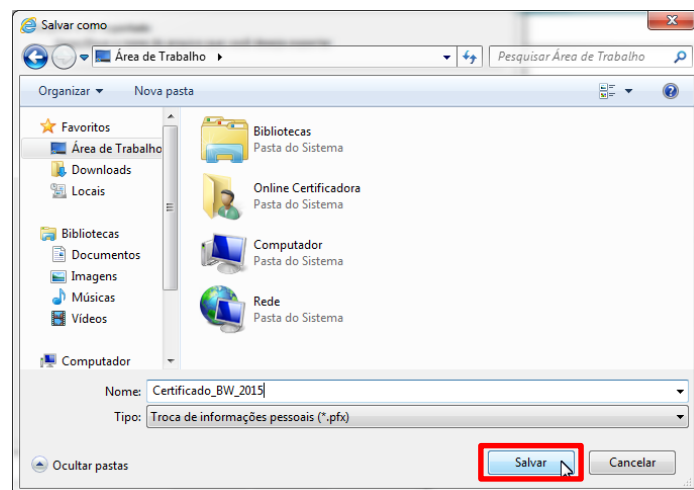 Salvar como
Área de Trabalho
Pesquisar Área de Trabalho
Organizar
Nova pasta
Favoritos
Área de Trabalho
Downloads
Locais
Bibliotecas
Documentos
Imagens
Músicas
Vídeos
Computador
Bibliotecas
Pasta do Sistema
Online Certificadora
Pasta do Sistema
Computador
Pasta do Sistema
Rede
Pasta do Sistema
Nome: Certificado_BW_2015
Tipo: Troca de informações pessoais (*.pfx)
Ocultar pastas
Salvar
Cancelar